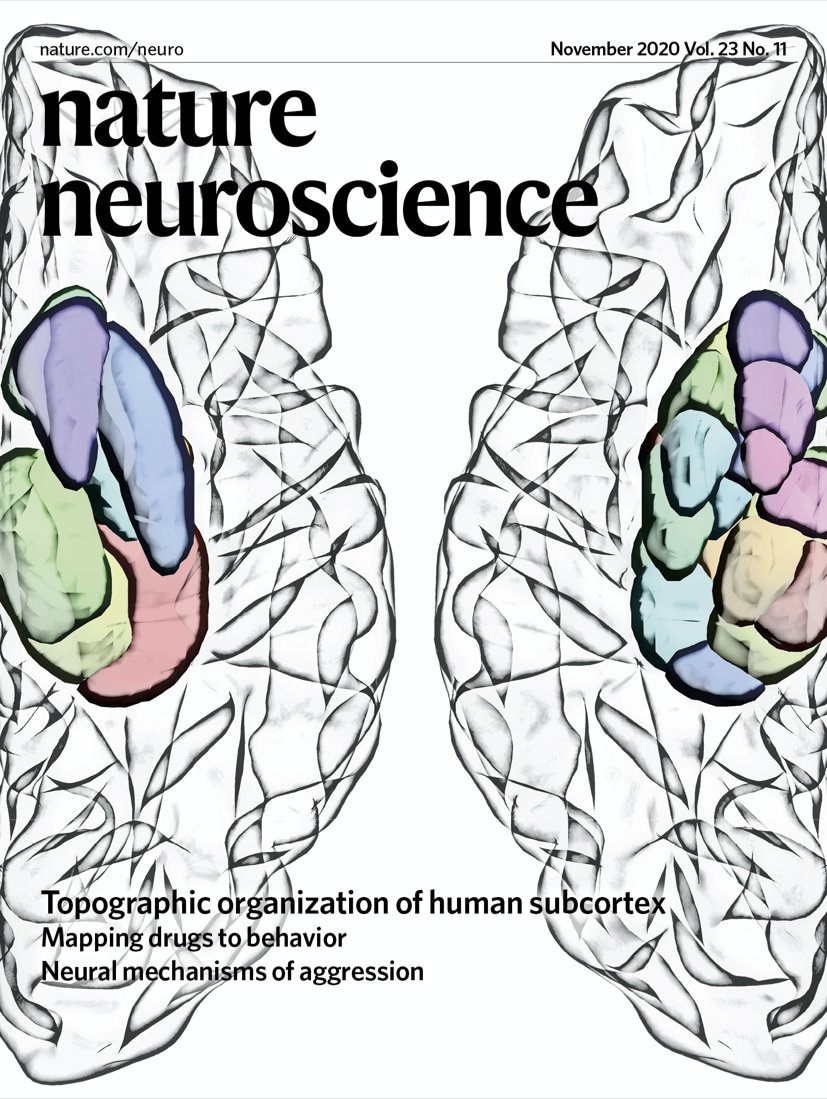 nature.com/neuro
November 2020 Vol. 23 No. 11
nature
neuroscience
Topographic organization of human subcortex
Mapping drugs to behavior
Neural mechanisms of aggression